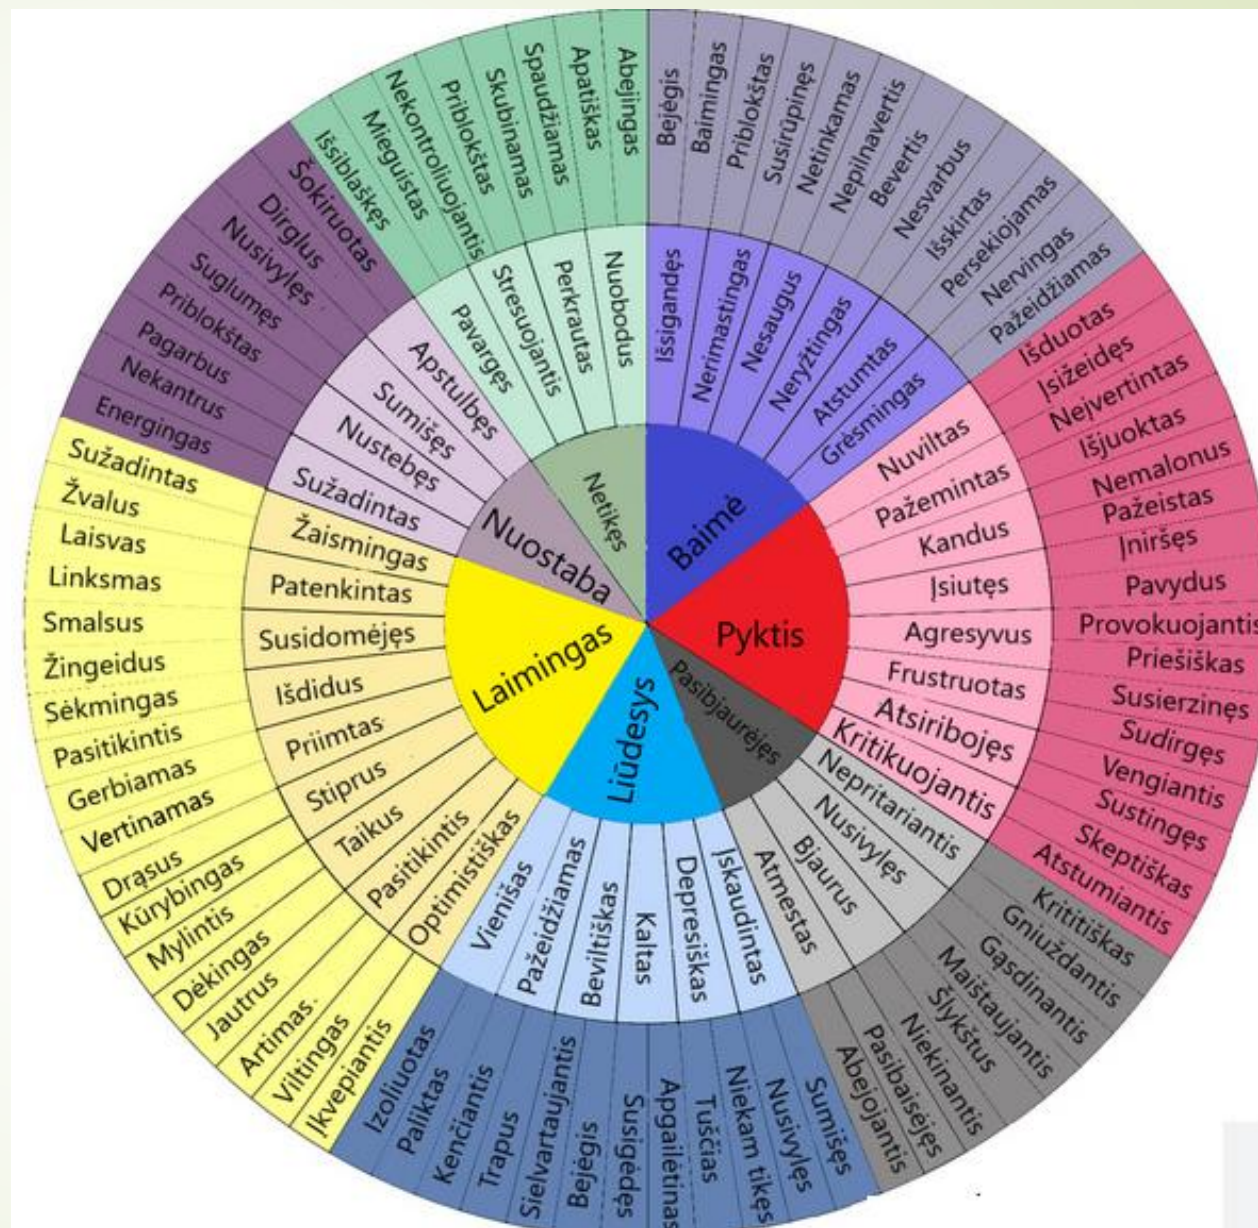 Baimė
Pyktis
Pasibjaurėjęs
Liūdesys
Laimingas
Nuostaba
Netikęs
Išsigandęs
Nerimastingas
Nesaugus
Neryžtingas
Atstumtas
Grėsmingas
Nuviltas
Pažemintas
Kandus
Įsiutęs
Agresyvus
Frustruotas
Atsiribojęs
Kritikuojantis
Nepritariantis
Nusivylęs
Bjaurus
Atmestas
Įskaudintas
Depresiškas
Kaltas
Beviltiškas
Pažeidžiamas
Vienišas
Optimistiškas
Pasitikintis
Taikus
Stiprus
Priimtas
Išdidus
Susidomėjęs
Patenkintas
Žaismingas
Sužadintas
Nustebęs
Sumišęs
Apstulbęs
Pavargęs
Stresuojantis
Perkrautas
Nuobodus
Bejėgis
Baimingas
Priblokštas
Susirūpinęs
Netinkamas
Nepilnavertis
Bevertis
Nesvarbus
Išskirtas
Persekiojamas
Nervingas
Pažeidžiamas
Išduotas
Įsižeidęs
Neįvertintas
Išjuoktas
Nemalonus
Pažeistas
Įniršęs
Pavydus
Provokuojantis
Priešiškas
Susierzinęs
Sudirgęs
Vengiantis
Sustingęs
Skeptiškas
Atstumiantis
Krititiškas
Gniuždantis
Gąsdinantis
Maištaujantis
Šlykštus
Niekinantis
Pasibaisėjęs
Abejojantis
Sumišęs
Nusivylęs
Niekam tikęs
Tuščias
Apgailėtinas
Susigėdęs
Bejėgis
Sielvartaujantis
Trapus
Kenčiantis
Paliktas
Izoliuotas
Įkvepiantis
Viltingas
Artimas.
Jautrus
Dėkingas
Mylintis
Kūrybingas
Drąsus
Vertinamas
Gerbiamas
Pasitikintis
Sėkmingas
Žingeidus
Smalsus
Linksmas
Laisvas
Žvalus
Sužadintas
Energingas
Nekantrus
Pagarbus
Priblokštas
Suglumęs
Nusivylęs
Dirglus
Šokiruotas
Išsiblaškęs
Mieguistas
Nekontroliuojantis
Priblokštas
Skubinamas
Spaudžiamas
Apatiškas
Abejingas